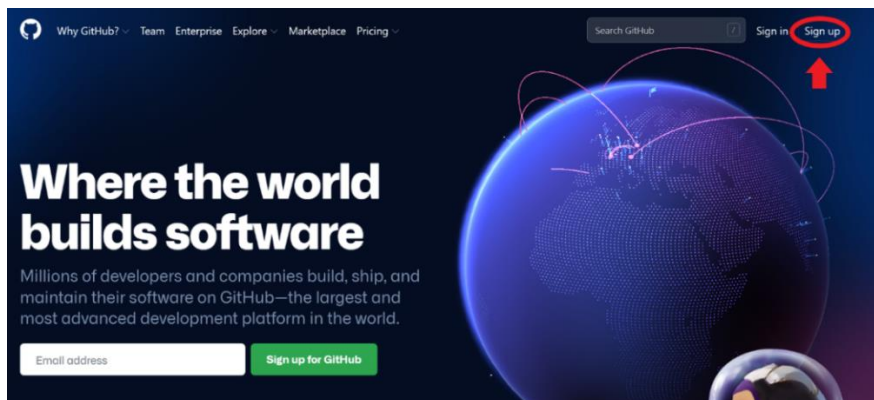 Why GitHub? Team Enterprise Explore Marketplace Pricing Search GitHub / Sign in Sign up
Where the world
builds software
Millions of developers and companies build, ship, and
maintain their software on GitHub—the largest and
most advanced development platform in the world.
Email address Sign up for GitHub